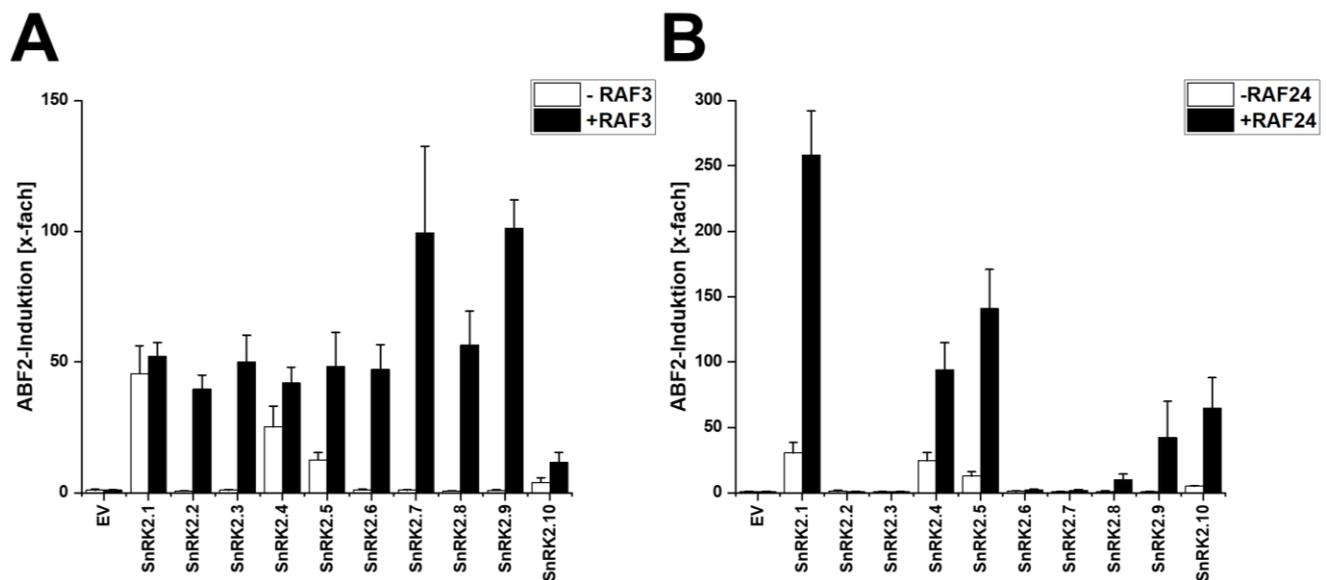 A
- RAF3
+RAF3
150
100
50
0
ABF2-Induktion [x-fach]
EV
SnRK2.1
SnRK2.2
SnRK2.3
SnRK2.4
SnRK2.5
SnRK2.6
SnRK2.7
SnRK2.8
SnRK2.9
SnRK2.10
B
-RAF24
+RAF24
300
250
200
150
100
50
0
ABF2-Induktion [x-fach]
EV
SnRK2.1
SnRK2.2
SnRK2.3
SnRK2.4
SnRK2.5
SnRK2.6
SnRK2.7
SnRK2.8
SnRK2.9
SnRK2.10